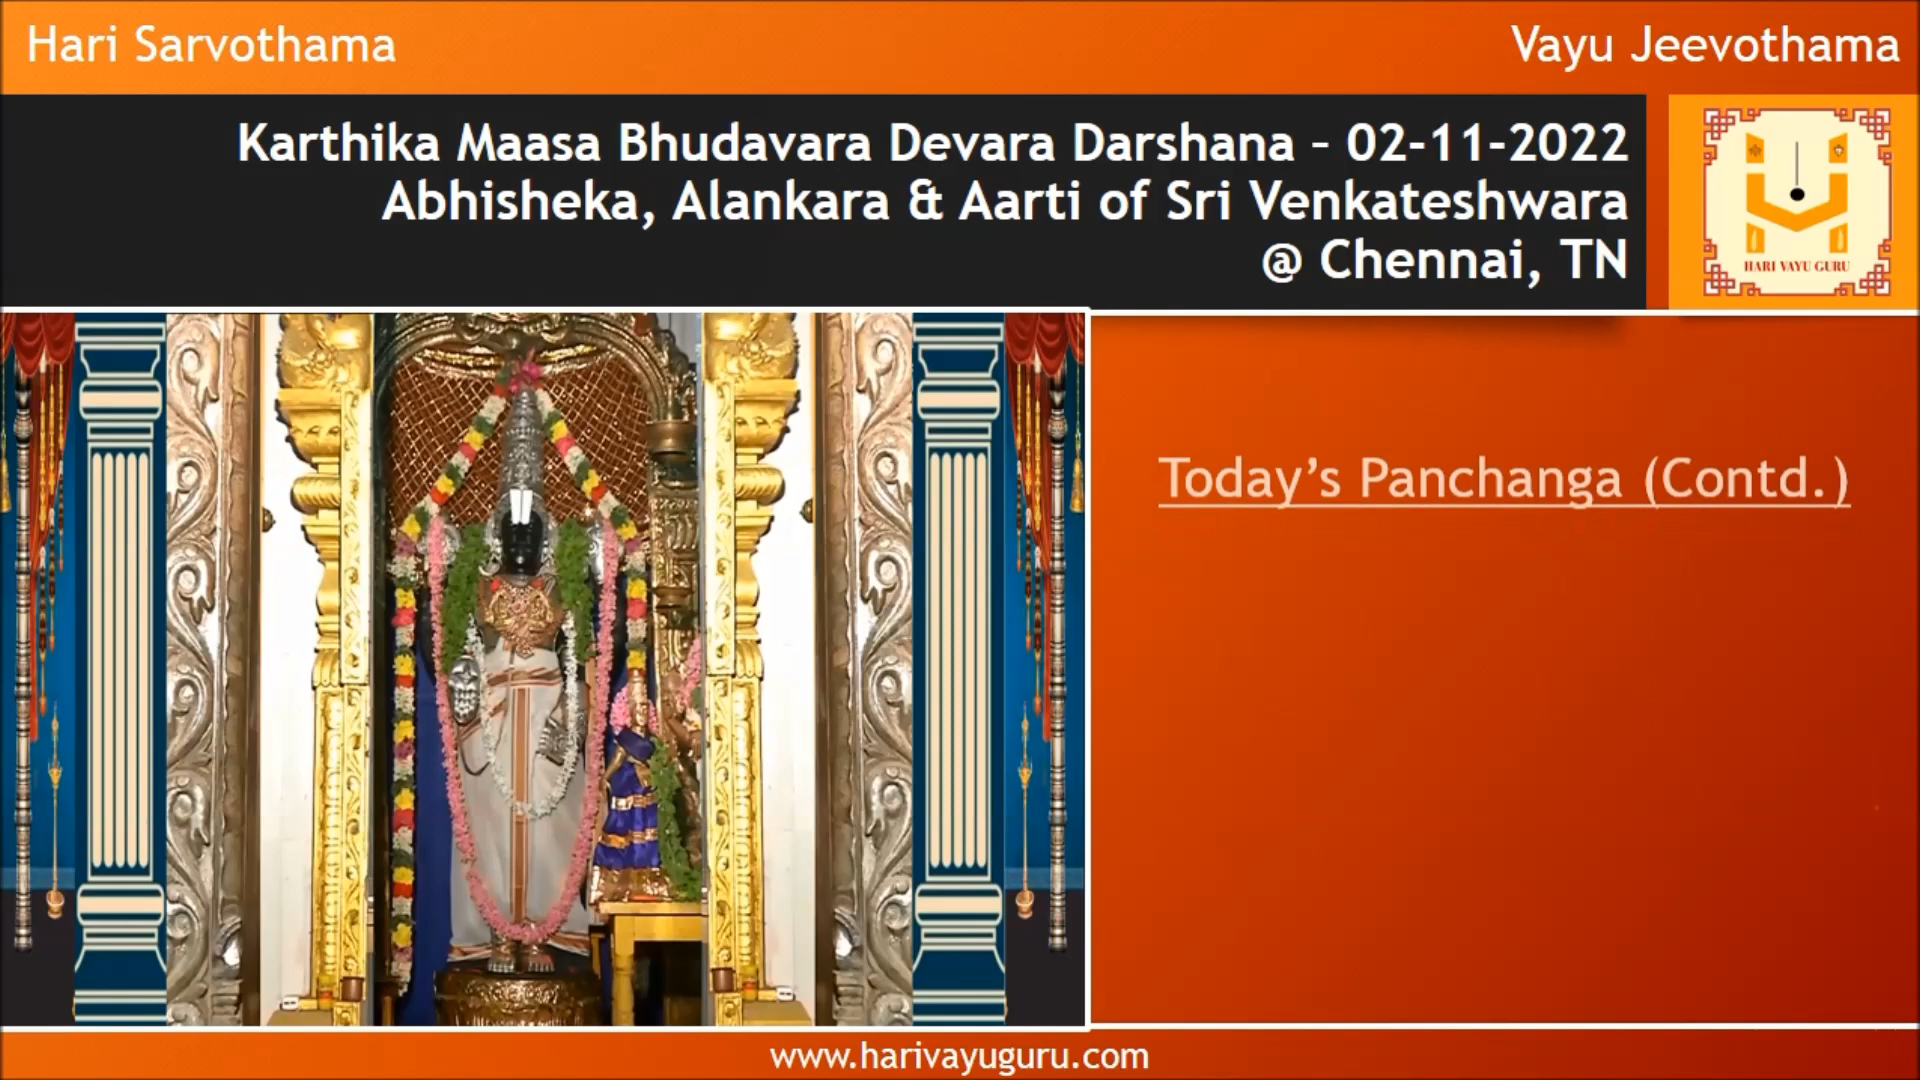 Hari Sarvothama
Vayu Jeevothama
Karthika Maasa Bhudavara Devara Darshana – 02-11-2022
Abhisheka, Alankara & Aarti of Sri Venkateshwara
@ Chennai, TN
HARI VAYU GURU
Today’s Panchanga (Contd.)
www.harivayuguru.com